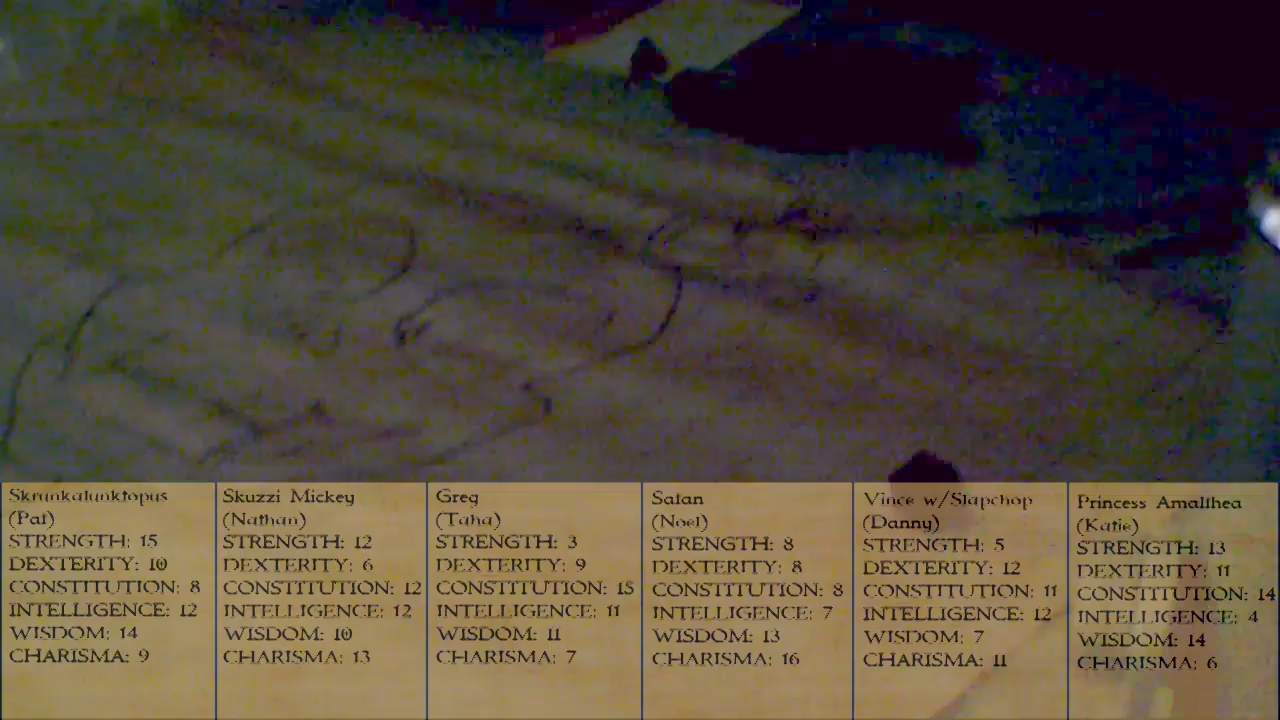 Skrunkalunktopus
(Pat)
STRENGTH: 15
DEXTERITY: 10
CONSTITUTION: 8
INTELLIGENCE: 12
WISDOM: 14
CHARISMA: 9
Skuzzi Mickey
(Nathan)
STRENGTH: 12
DEXTERITY: 6
CONSTITUTION: 12
INTELLIGENCE: 12
WISDOM: 10
CHARISMA: 13
Greg
(Taha)
STRENGTH: 3
DEXTERITY: 9
CONSTITUTION: 15
INTELLIGENCE: 11
WISDOM: 11
CHARISMA: 7
Satan
(Noel)
STRENGTH: 8
DEXTERITY: 8
CONSTITUTION: 8
INTELLIGENCE: 7
WISDOM: 13
CHARISMA: 16
Vince w/Slapchop
(Danny)
STRENGTH: 5
DEXTERITY: 12
CONSTITUTION: 11
INTELLIGENCE: 12
WISDOM: 7
CHARISMA: 11
Princess Amalthea
(Katie)
STRENGTH: 13
DEXTERITY: 11
CONSTITUTION: 14
INTELLIGENCE: 4
WISDOM: 14
CHARISMA: 6